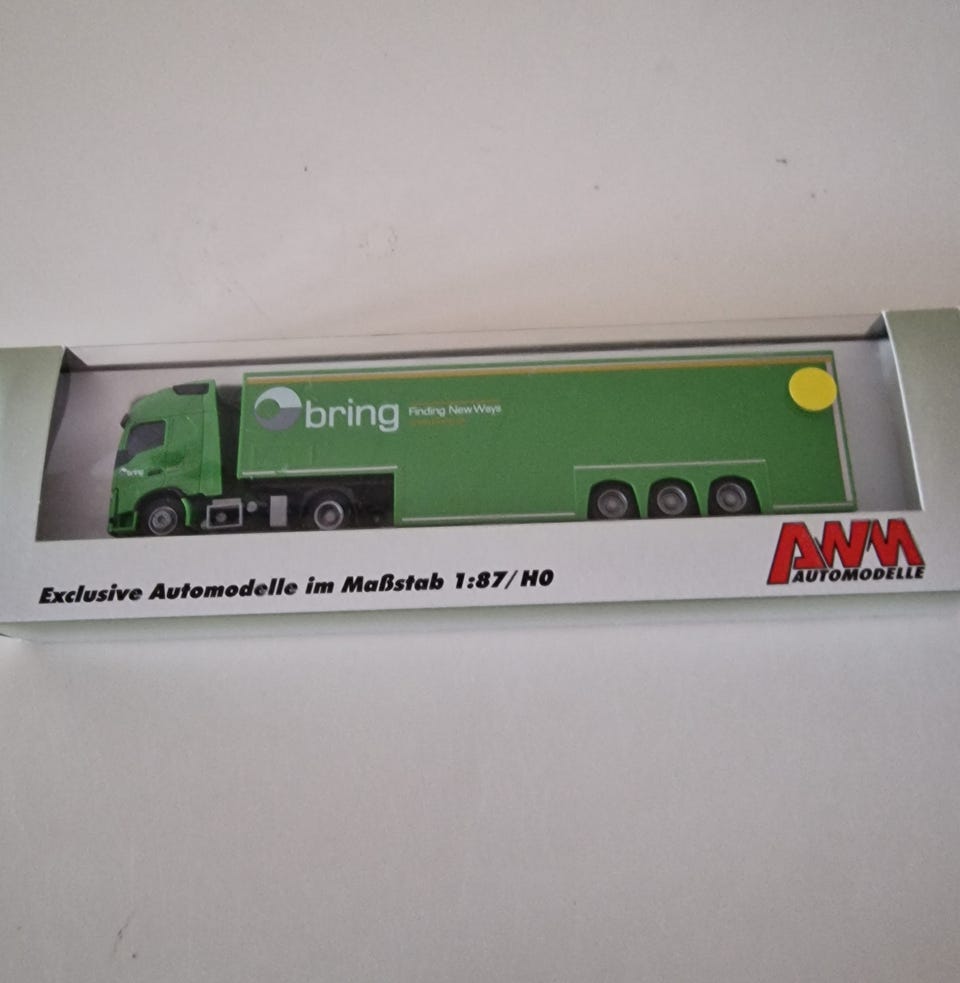 bring Finding New Ways
bring
Exclusive Automodelle im Maßstab 1:87/H0
AWM
AUTOMODELLE